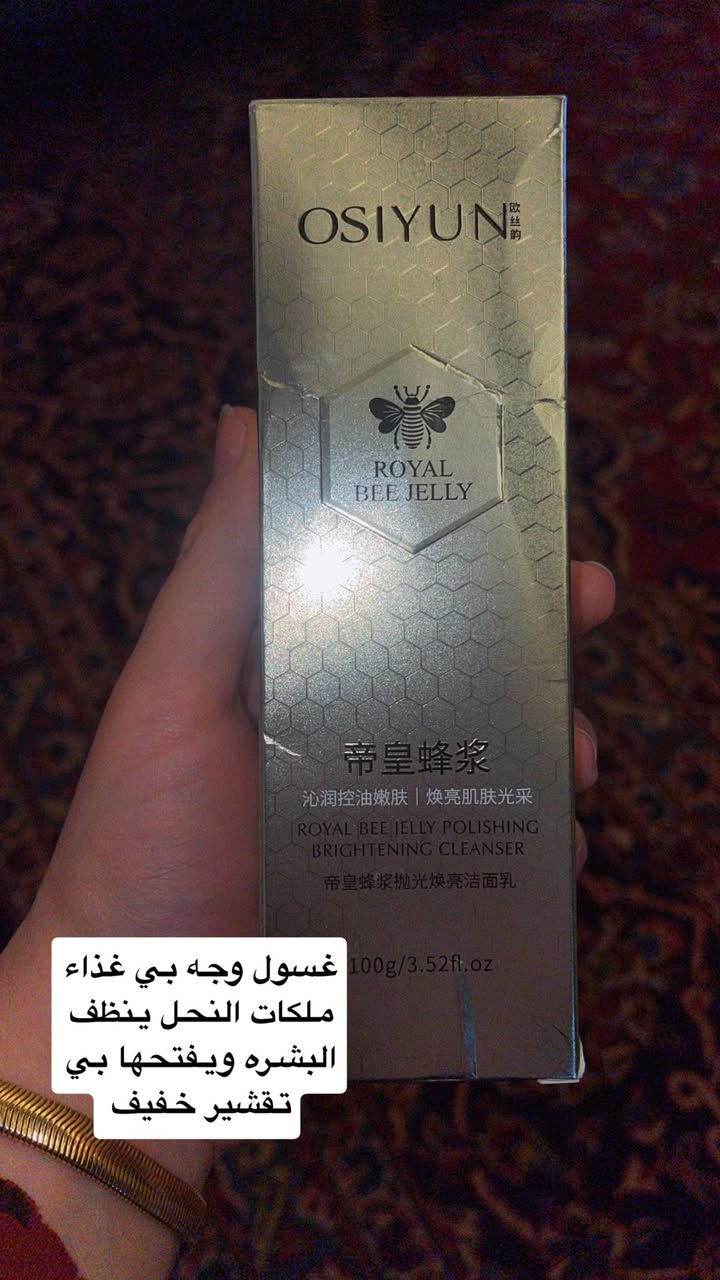 OSIYUN
欧丝韵
ROYAL
BEE JELLY
帝皇蜂浆
沁润控油嫩肤｜焕亮肌肤光采
ROYAL BEE JELLY POLISHING
BRIGHTENING CLEANSER
帝皇蜂浆抛光焕亮洁面乳
100g/3.52fl.oz
غسول وجه بي غذاء
ملكات النحل ينظف
البشره ويفتحها بي
تقشير خفيف